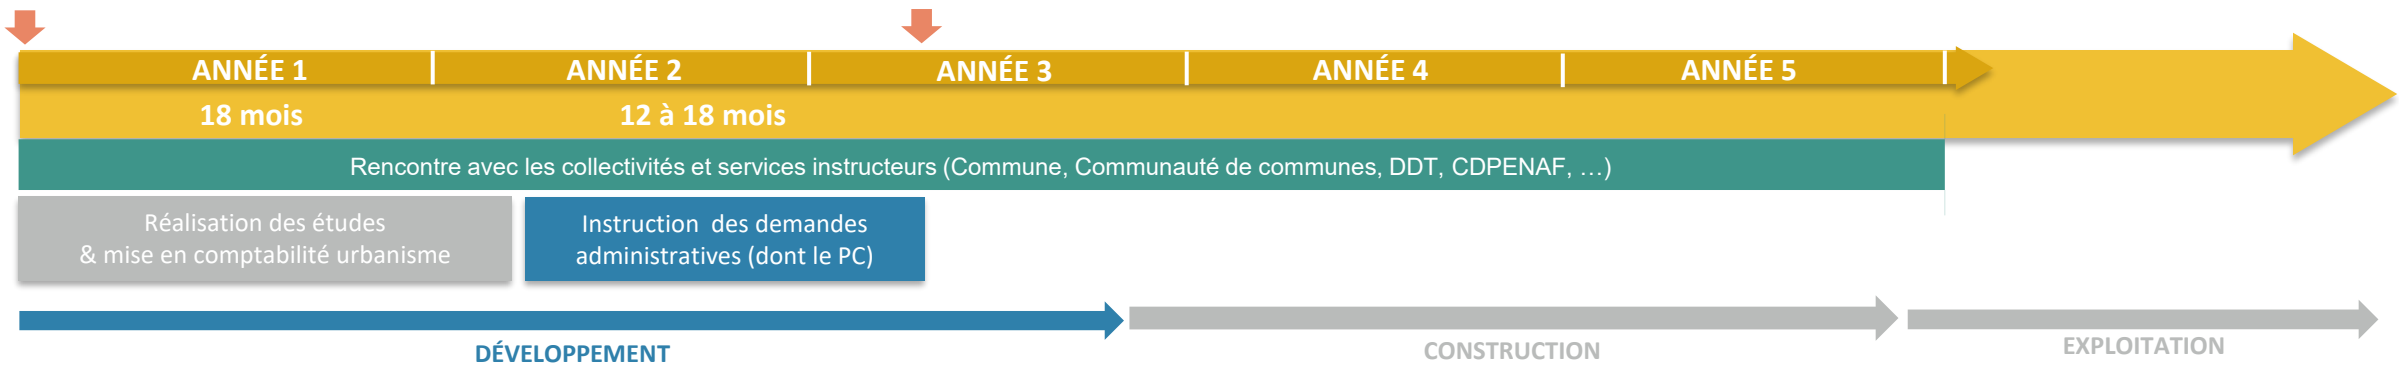 ANNÉE 1
ANNÉE 2
ANNÉE 3
ANNÉE 4
ANNÉE 5
18 mois
12 à 18 mois
Rencontre avec les collectivités et services instructeurs (Commune, Communauté de communes, DDT, CDPENAF, …)
Réalisation des études
& mise en comptabilité urbanisme
Instruction des demandes
administratives (dont le PC)
DÉVELOPPEMENT
CONSTRUCTION
EXPLOITATION